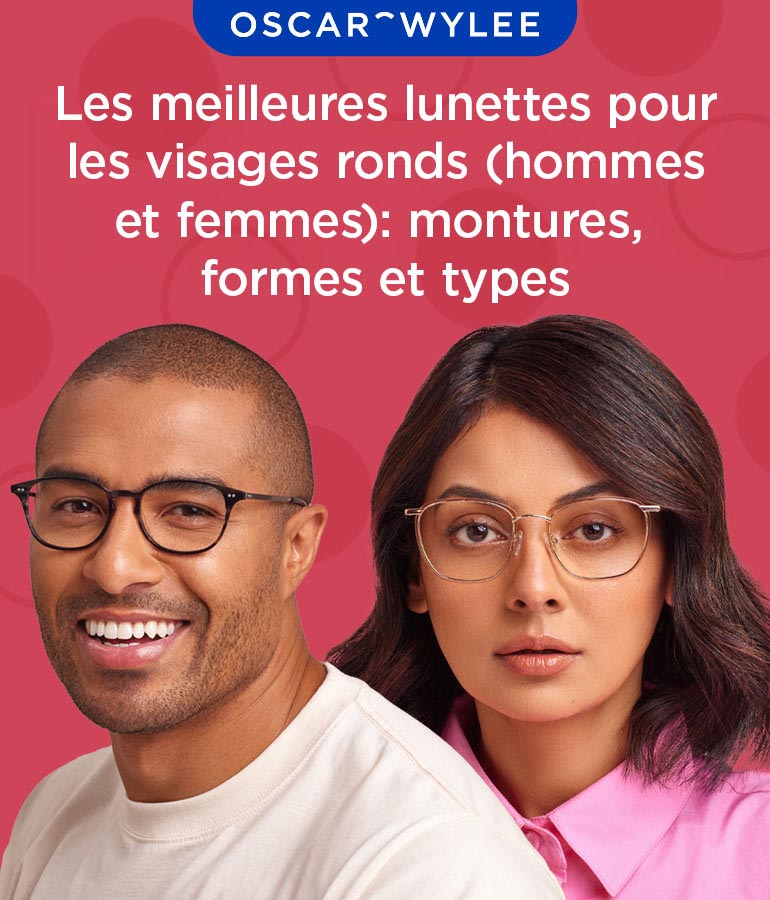 OSCAR WYLEE
Les meilleures lunettes pour
les visages ronds (hommes
et femmes): montures,
formes et types